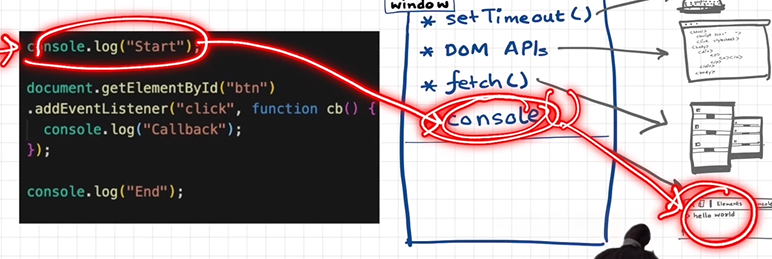 console.log("Start");
document.getElementById("btn")
.addEventListener("click", function cb() {
console.log("Callback");
});
console.log("End");
window
* setTimeout()
* DOM APIs
* fetch()
console
Elements
hello world